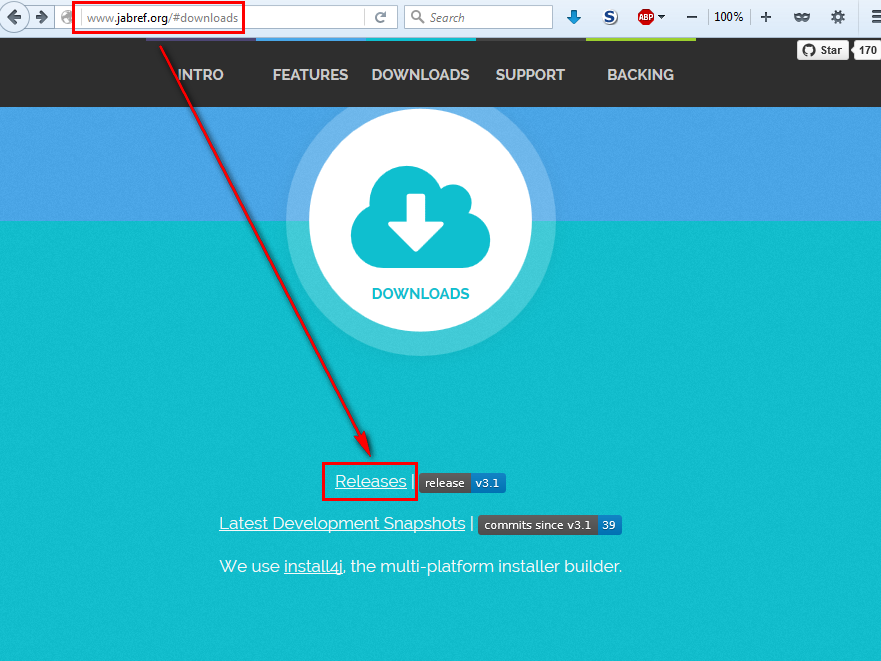 www.jabref.org/#downloads
Search
S
ABP
100%
Star
170
INTRO
FEATURES
DOWNLOADS
SUPPORT
BACKING
DOWNLOADS
Releases | release v3.1
Latest Development Snapshots | commits since v3.1 39
We use install4j, the multi-platform installer builder.